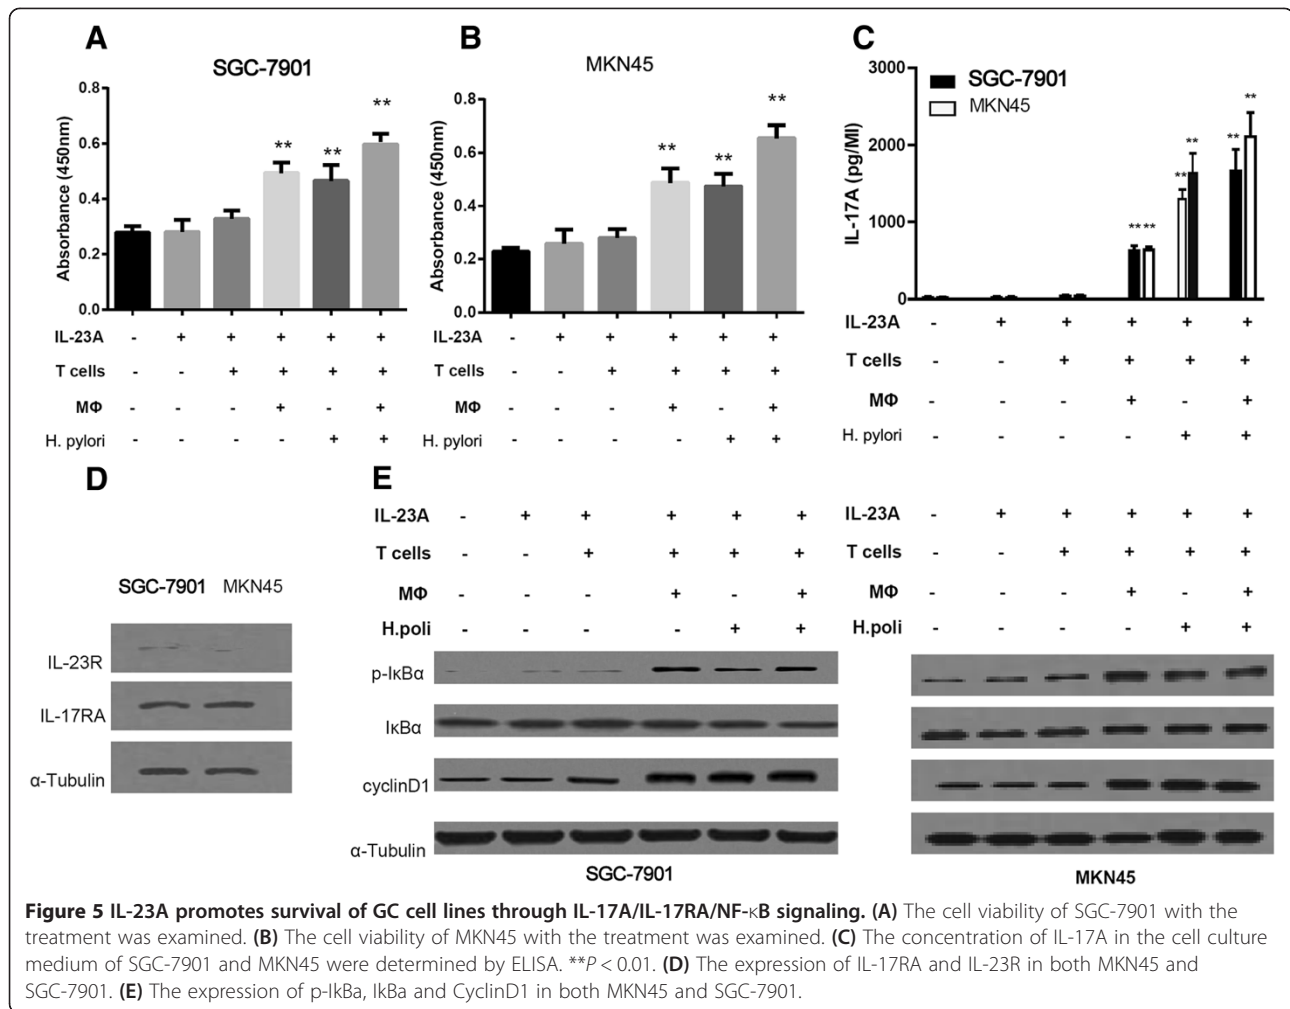 A
SGC-7901
Absorbance (450nm)
0.8
0.6
0.4
0.2
0.0
** ** **
IL-23A - + + + + +
T cells - - + + + +
MΦ - - - + - +
H. pylori - - - - + +
B
MKN45
Absorbance (450nm)
0.8
0.6
0.4
0.2
0.0
** ** **
IL-23A - + + + + +
T cells - - + + + +
MΦ - - - + - +
H. pylori - - - - + +
C
SGC-7901
MKN45
IL-17A (pg/Ml)
3000
2000
1000
0
** ** ** ** ** **
IL-23A - + + + + +
T cells - - + + + +
MΦ - - - + - +
H. pylori - - - - + +
D
SGC-7901 MKN45
IL-23R
IL-17RA
α-Tubulin
E
IL-23A - + + + + +
T cells - - + + + +
MΦ - - - + - +
H.poli - - - - + +
p-IκBα
IκBα
cyclinD1
α-Tubulin
SGC-7901
IL-23A - + + + + +
T cells - - + + + +
MΦ - - - + - +
H.poli - - - - + +
MKN45
Figure 5 IL-23A promotes survival of GC cell lines through IL-17A/IL-17RA/NF-κB signaling. (A) The cell viability of SGC-7901 with the
treatment was examined. (B) The cell viability of MKN45 with the treatment was examined. (C) The concentration of IL-17A in the cell culture
medium of SGC-7901 and MKN45 were determined by ELISA. **P < 0.01. (D) The expression of IL-17RA and IL-23R in both MKN45 and
SGC-7901. (E) The expression of p-IkBa, IkBa and CyclinD1 in both MKN45 and SGC-7901.